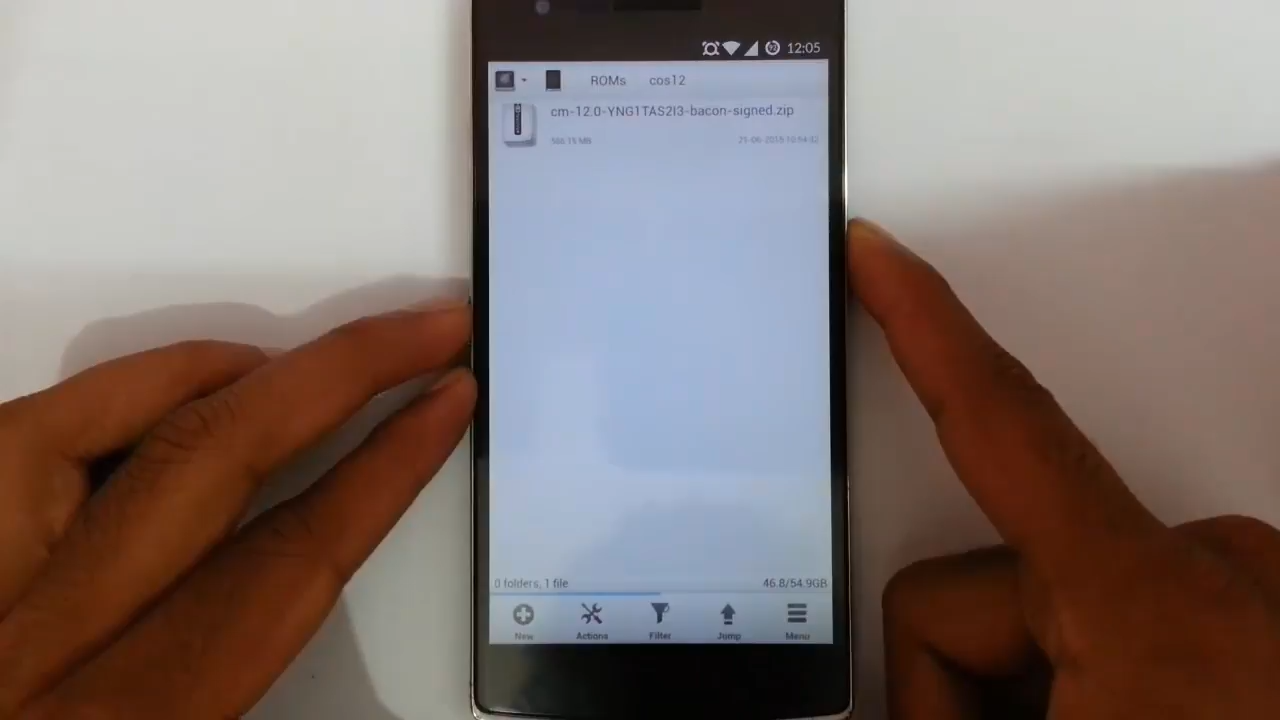 12:05
ROMs cos12
cm-12.0-YNG1TAS2I3-bacon-signed.zip
0 folders, 1 file 46.8/54.9GB
New Actions Filter Jump Menu